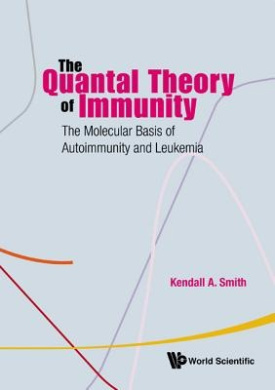 The
Quantal Theory
of Immunity
The Molecular Basis of
Autoimmunity and Leukemia
Kendall A. Smith
World Scientific